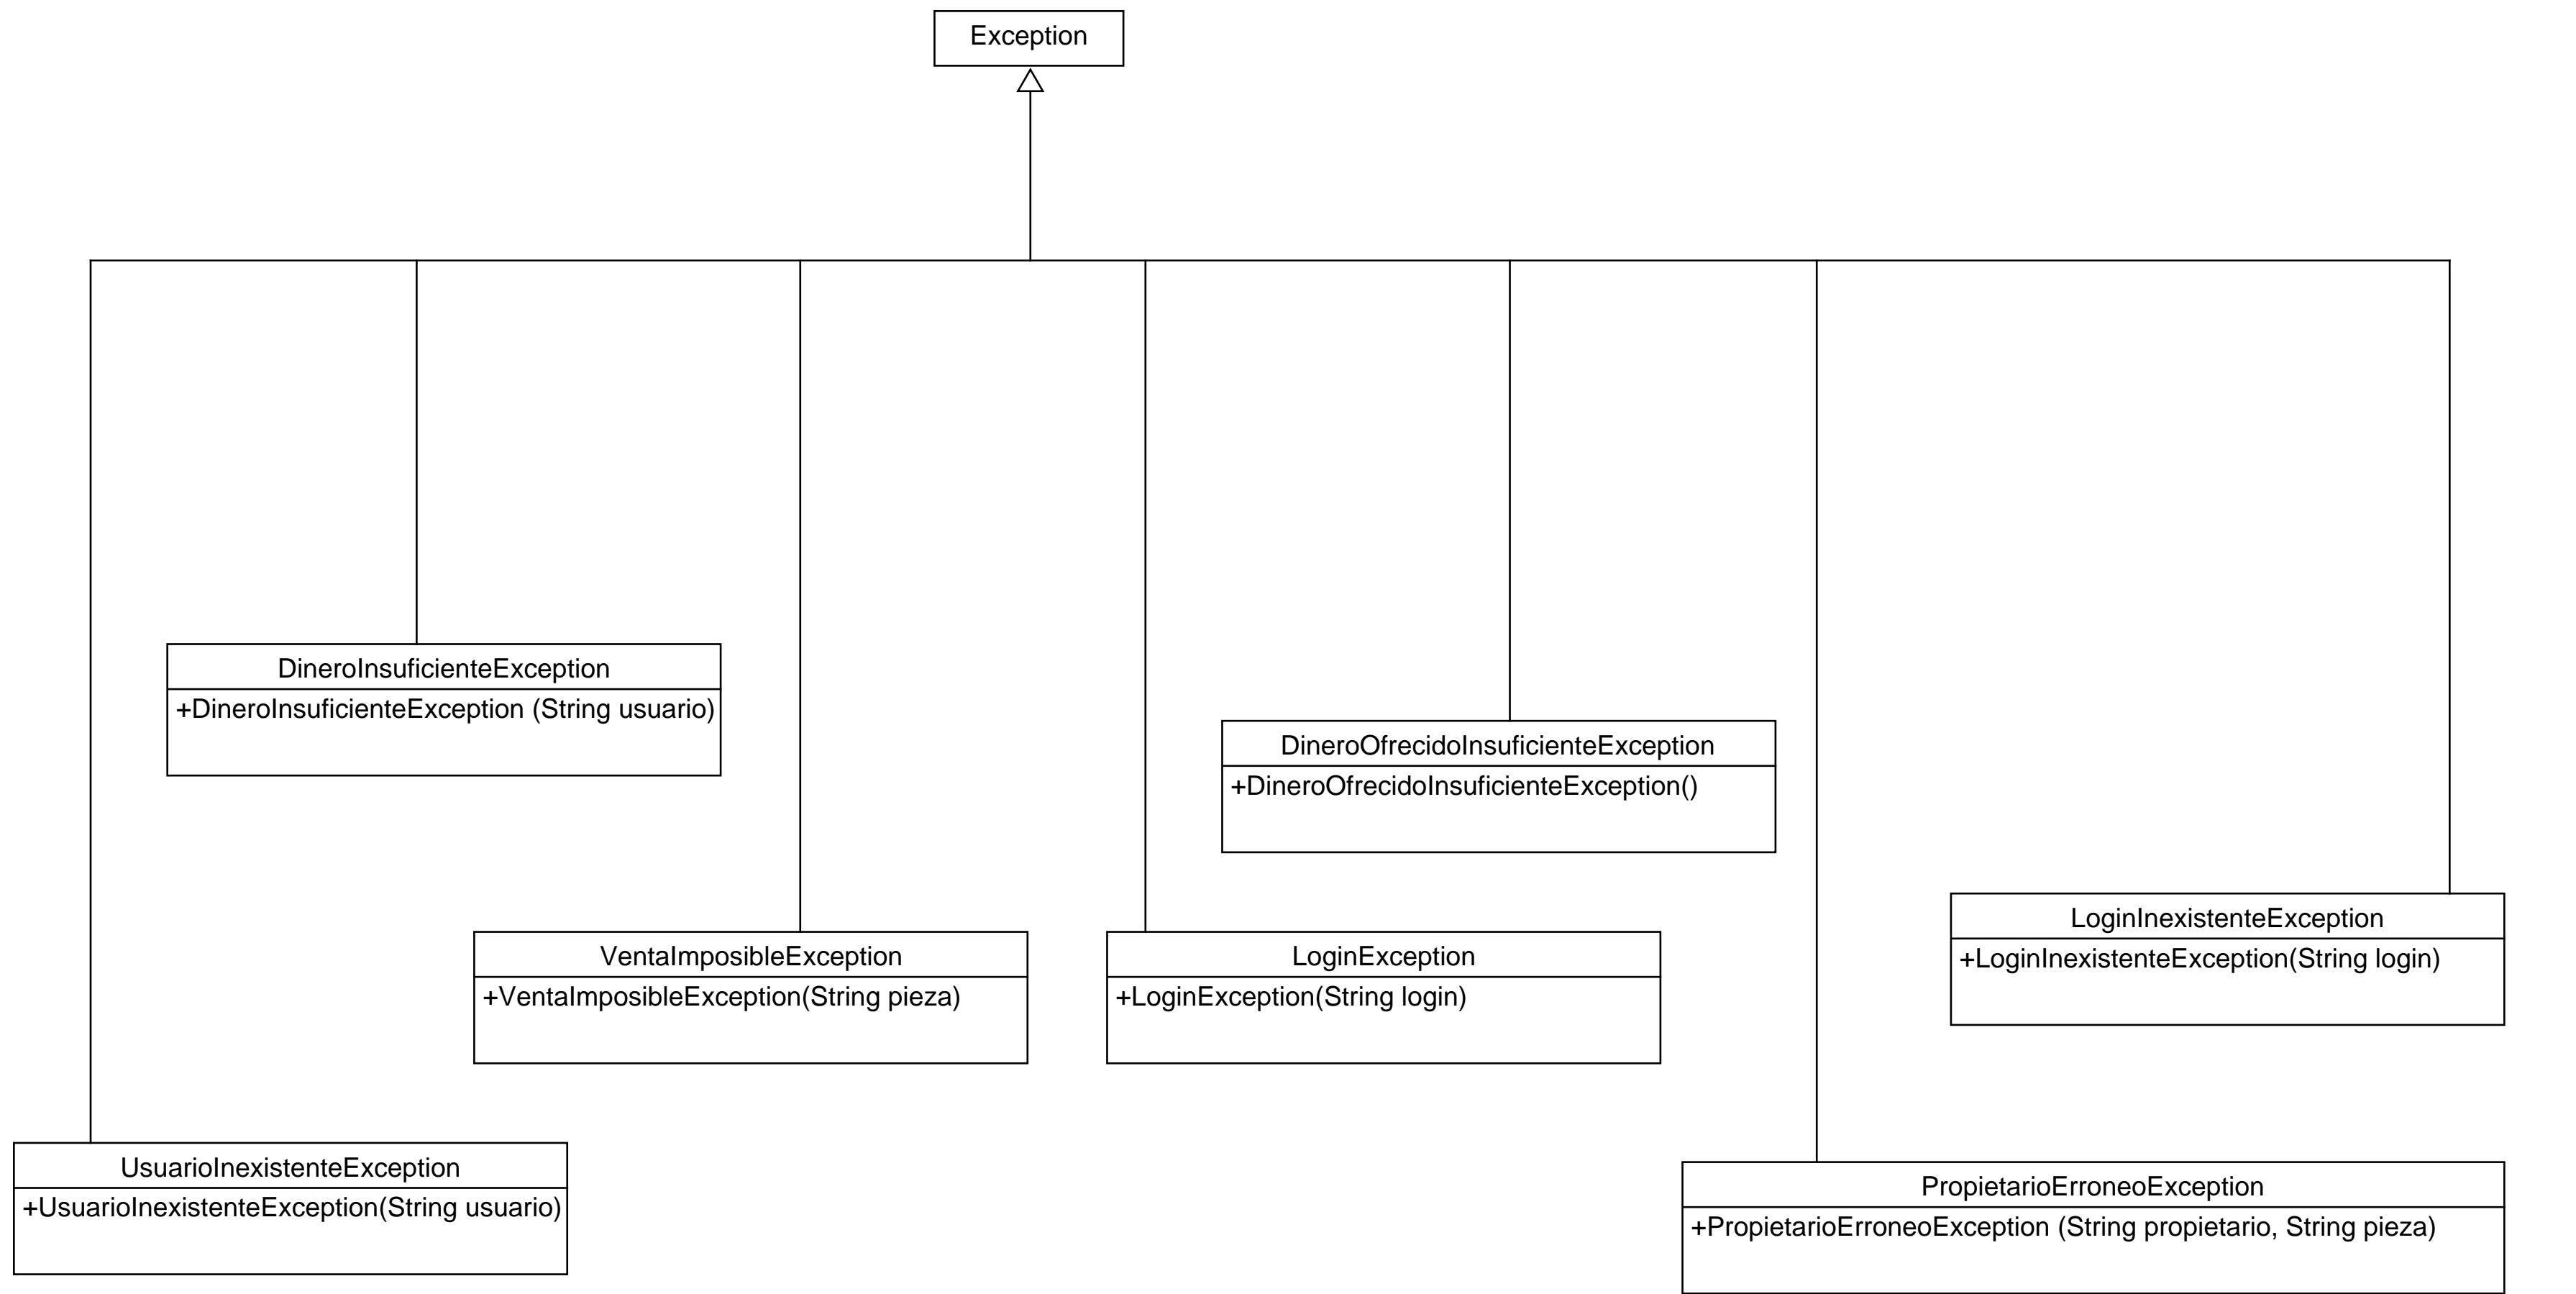 Exception
DineroInsuficienteException
+DineroInsuficienteException (String usuario)
DineroOfrecidoInsuficienteException
+DineroOfrecidoInsuficienteException()
LoginInexistenteException
+LoginInexistenteException(String login)
VentaImposibleException
+VentaImposibleException(String pieza)
LoginException
+LoginException(String login)
UsuarioInexistenteException
+UsuarioInexistenteException(String usuario)
PropietarioErroneoException
+PropietarioErroneoException (String propietario, String pieza)